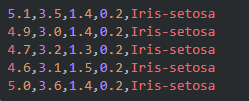 5.1,3.5,1.4,0.2,Iris-setosa
4.9,3.0,1.4,0.2,Iris-setosa
4.7,3.2,1.3,0.2,Iris-setosa
4.6,3.1,1.5,0.2,Iris-setosa
5.0,3.6,1.4,0.2,Iris-setosa